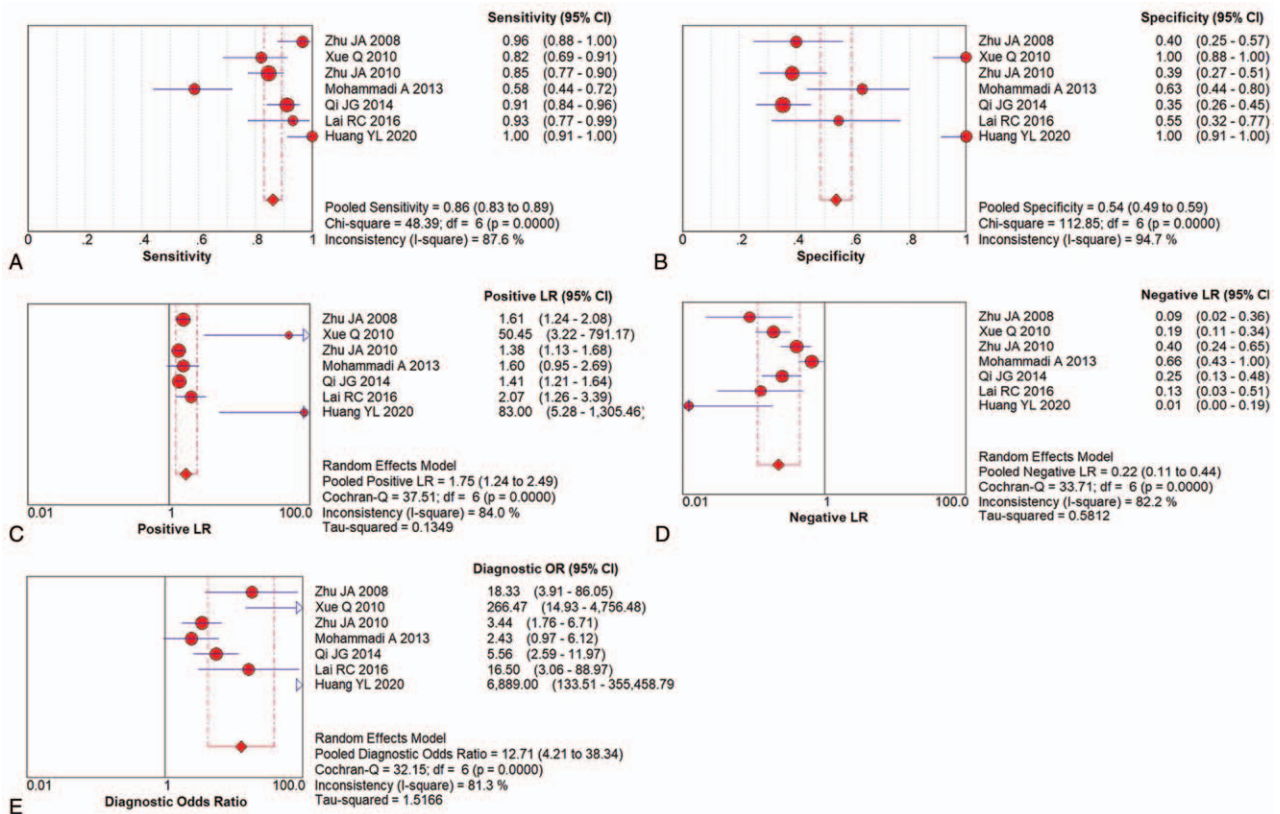 Sensitivity (95% CI)
Zhu JA 2008 0.96 (0.88 - 1.00)
Xue Q 2010 0.82 (0.69 - 0.91)
Zhu JA 2010 0.85 (0.77 - 0.90)
Mohammadi A 2013 0.58 (0.44 - 0.72)
Qi JG 2014 0.91 (0.84 - 0.96)
Lai RC 2016 0.93 (0.77 - 0.99)
Huang YL 2020 1.00 (0.91 - 1.00)
Pooled Sensitivity = 0.86 (0.83 to 0.89)
Chi-square = 48.39; df = 6 (p = 0.0000)
Inconsistency (I-square) = 87.6 %
0 .2 .4 .6 .8 1
Sensitivity
A
Specificity (95% CI)
Zhu JA 2008 0.40 (0.25 - 0.57)
Xue Q 2010 1.00 (0.88 - 1.00)
Zhu JA 2010 0.39 (0.27 - 0.51)
Mohammadi A 2013 0.63 (0.44 - 0.80)
Qi JG 2014 0.35 (0.26 - 0.45)
Lai RC 2016 0.55 (0.32 - 0.77)
Huang YL 2020 1.00 (0.91 - 1.00)
Pooled Specificity = 0.54 (0.49 to 0.59)
Chi-square = 112.85; df = 6 (p = 0.0000)
Inconsistency (I-square) = 94.7 %
0 .2 .4 .6 .8 1
Specificity
B
Positive LR (95% CI)
Zhu JA 2008 1.61 (1.24 - 2.08)
Xue Q 2010 50.45 (3.22 - 791.17)
Zhu JA 2010 1.38 (1.13 - 1.68)
Mohammadi A 2013 1.60 (0.95 - 2.69)
Qi JG 2014 1.41 (1.21 - 1.64)
Lai RC 2016 2.07 (1.26 - 3.39)
Huang YL 2020 83.00 (5.28 - 1,305.46)
Random Effects Model
Pooled Positive LR = 1.75 (1.24 to 2.49)
Cochran-Q = 37.51; df = 6 (p = 0.0000)
Inconsistency (I-square) = 84.0 %
Tau-squared = 0.1349
0.01 1 100.0
Positive LR
C
Negative LR (95% CI
Zhu JA 2008 0.09 (0.02 - 0.36)
Xue Q 2010 0.19 (0.11 - 0.34)
Zhu JA 2010 0.40 (0.24 - 0.65)
Mohammadi A 2013 0.66 (0.43 - 1.00)
Qi JG 2014 0.25 (0.13 - 0.48)
Lai RC 2016 0.13 (0.03 - 0.51)
Huang YL 2020 0.01 (0.00 - 0.19)
Random Effects Model
Pooled Negative LR = 0.22 (0.11 to 0.44)
Cochran-Q = 33.71; df = 6 (p = 0.0000)
Inconsistency (I-square) = 82.2 %
Tau-squared = 0.5812
0.01 1 100.0
Negative LR
D
Diagnostic OR (95% CI)
Zhu JA 2008 18.33 (3.91 - 86.05)
Xue Q 2010 266.47 (14.93 - 4,756.48)
Zhu JA 2010 3.44 (1.76 - 6.71)
Mohammadi A 2013 2.43 (0.97 - 6.12)
Qi JG 2014 5.56 (2.59 - 11.97)
Lai RC 2016 16.50 (3.06 - 88.97)
Huang YL 2020 6,889.00 (133.51 - 355,458.79
Random Effects Model
Pooled Diagnostic Odds Ratio = 12.71 (4.21 to 38.34)
Cochran-Q = 32.15; df = 6 (p = 0.0000)
Inconsistency (I-square) = 81.3 %
Tau-squared = 1.5166
0.01 1 100.0
Diagnostic Odds Ratio
E